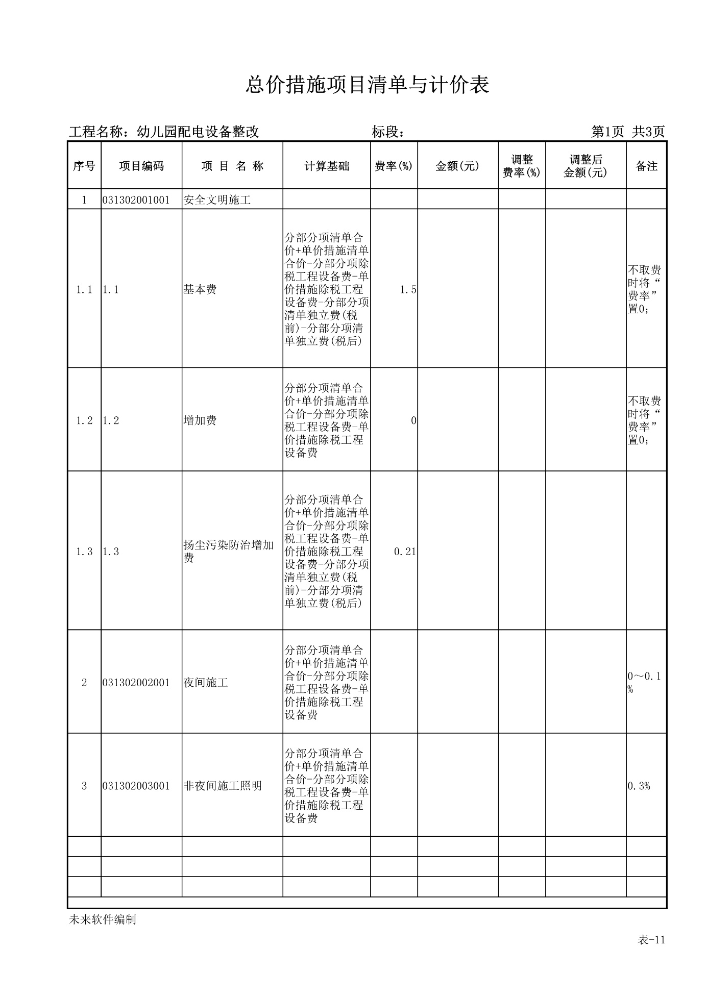 总价措施项目清单与计价表
工程名称：幼儿园配电设备整改 标段： 第1页 共3页
序号 项目编码 项 目 名 称 计算基础 费率(%) 金额(元) 调整 费率(%) 调整后 金额(元) 备注
1 031302001001 安全文明施工
1.1 1.1 基本费
分部分项清单合
价+单价措施清单
合价-分部分项除
税工程设备费-单
价措施除税工程
设备费-分部分项
清单独立费(税
前)-分部分项清
单独立费(税后)
1.5
不取费
时将“
费率”
置0;
1.2 1.2 增加费
分部分项清单合
价+单价措施清单
合价-分部分项除
税工程设备费-单
价措施除税工程
设备费
0
不取费
时将“
费率”
置0;
1.3 1.3
扬尘污染防治增加
费
分部分项清单合
价+单价措施清单
合价-分部分项除
税工程设备费-单
价措施除税工程
设备费-分部分项
清单独立费(税
前)-分部分项清
单独立费(税后)
0.21
2 031302002001 夜间施工
分部分项清单合
价+单价措施清单
合价-分部分项除
税工程设备费-单
价措施除税工程
设备费
0～0.1
%
3 031302003001 非夜间施工照明
分部分项清单合
价+单价措施清单
合价-分部分项除
税工程设备费-单
价措施除税工程
设备费
0.3%
未来软件编制
表-11